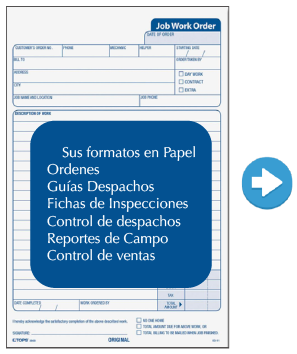 Job Work Order
DATE OF ORDER
CUSTOMER'S ORDER NO. PHONE MECHANIC HELPER STARTING DATE
BILL TO ORDER TAKEN BY
ADDRESS
DAY WORK
CITY
CONTRACT
EXTRA
JOB NAME AND LOCATION JOB PHONE
DESCRIPTION OF WORK
Sus formatos en Papel
Ordenes
Guías Despachos
Fichas de Inspecciones
Control de despachos
Reportes de Campo
Control de ventas
TAX
DATE COMPLETED WORK ORDERED BY TOTAL AMOUNT
I hereby acknowledge the satisfactory completion of the above described work.
NO ONE HOME
TOTAL AMOUNT DUE FOR ABOVE WORK; OR
TOTAL BILLING TO BE MAILED WHEN JOB FINISHED
SIGNATURE
TOPS ORIGINAL